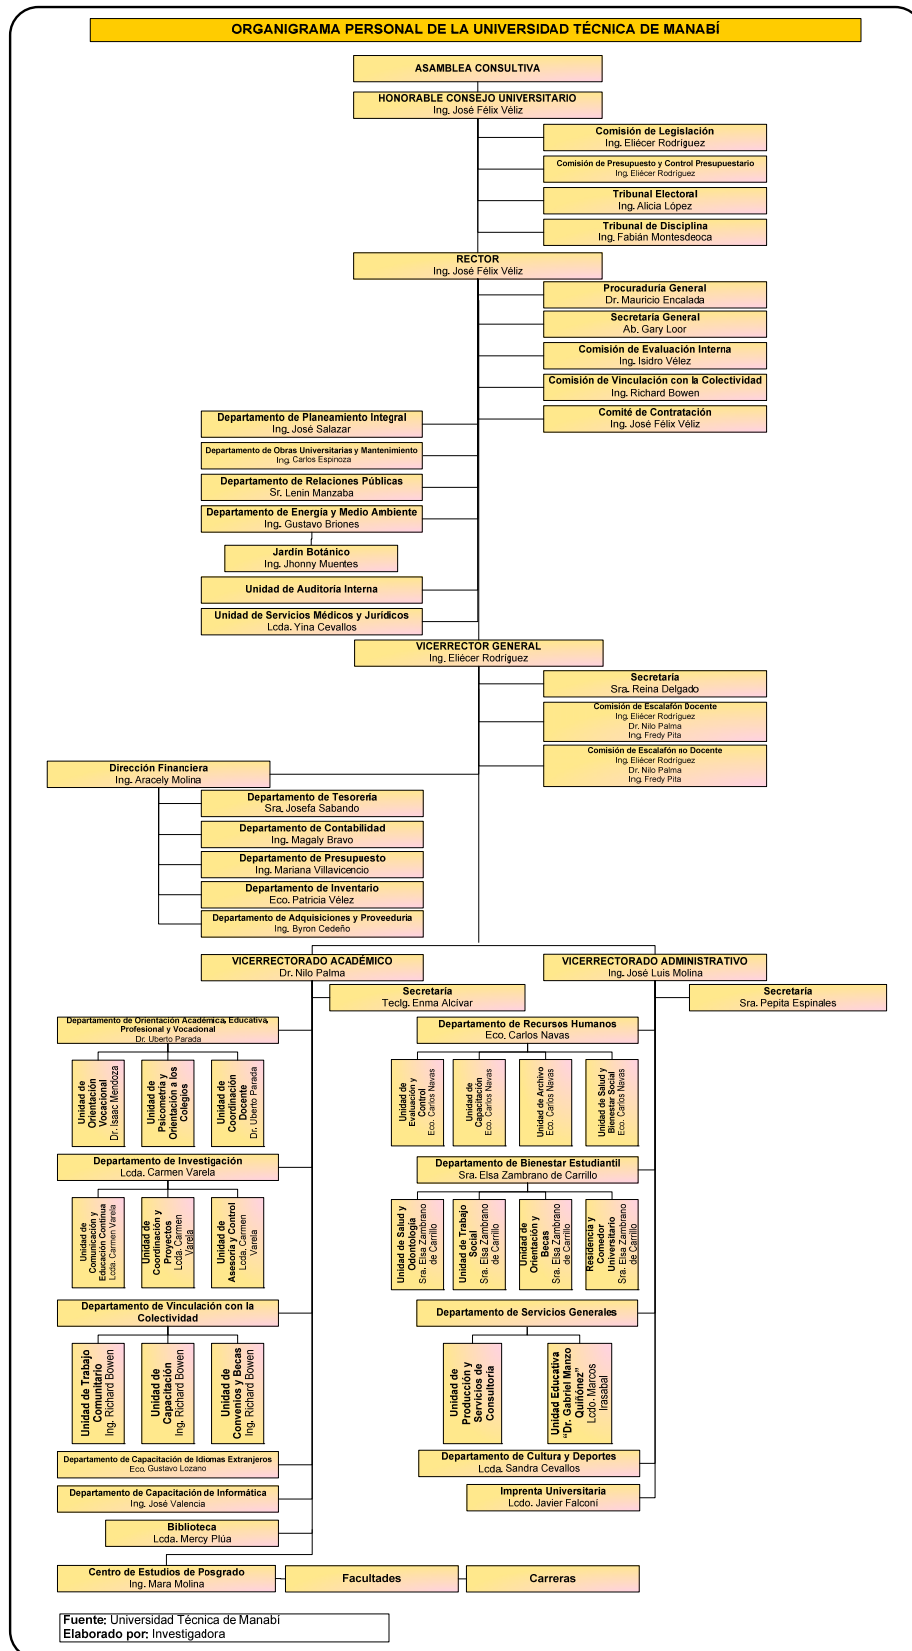 ORGANIGRAMA PERSONAL DE LA UNIVERSIDAD TÉCNICA DE MANABÍ
ASAMBLEA CONSULTIVA
HONORABLE CONSEJO UNIVERSITARIO
Ing. José Félix Véliz
Comisión de Legislación
Ing. Eliécer Rodríguez
Comisión de Presupuesto y Control Presupuestario
Ing. Eliécer Rodríguez
Tribunal Electoral
Ing. Alicia López
Tribunal de Disciplina
Ing. Fabián Montesdeoca
RECTOR
Ing. José Félix Véliz
Procuraduría General
Dr. Mauricio Encalada
Secretaría General
Ab. Gary Loor
Comisión de Evaluación Interna
Ing. Isidro Vélez
Comisión de Vinculación con la Colectividad
Ing. Richard Bowen
Comité de Contratación
Ing. José Félix Véliz
Departamento de Planeamiento Integral
Ing. José Salazar
Departamento de Obras Universitarias y Mantenimiento
Ing. Carlos Espinoza
Departamento de Relaciones Públicas
Sr. Lenin Manzaba
Departamento de Energía y Medio Ambiente
Ing. Gustavo Briones
Jardín Botánico
Ing. Jhonny Muentes
Unidad de Auditoría Interna
Unidad de Servicios Médicos y Jurídicos
Lcda. Yina Cevallos
VICERRECTOR GENERAL
Ing. Eliécer Rodríguez
Secretaría
Sra. Reina Delgado
Comisión de Escalafón Docente
Ing. Eliécer Rodríguez
Dr. Nilo Palma
Ing. Fredy Pita
Comisión de Escalafón no Docente
Ing. Eliécer Rodríguez
Dr. Nilo Palma
Ing. Fredy Pita
Dirección Financiera
Ing. Aracely Molina
Departamento de Tesorería
Sra. Josefa Sabando
Departamento de Contabilidad
Ing. Magaly Bravo
Departamento de Presupuesto
Ing. Mariana Villavicencio
Departamento de Inventario
Eco. Patricia Vélez
Departamento de Adquisiciones y Proveeduría
Ing. Byron Cedeño
VICERRECTORADO ACADÉMICO
Dr. Nilo Palma
VICERRECTORADO ADMINISTRATIVO
Ing. José Luis Molina
Secretaría
Teclg. Enma Alcívar
Secretaría
Sra. Pepita Espinales
Departamento de Orientación Académica, Educativa,
Profesional y Vocacional
Dr. Uberto Parada
Unidad de
Orientación
Vocacional
Dr. Isaac Mendoza
Unidad de
Psicometría y
Orientación a los
Colegios
Unidad de
Coordinación
Docente
Dr. Uberto Parada
Departamento de Recursos Humanos
Eco. Carlos Navas
Unidad de
Evaluación y
Control
Eco. Carlos Navas
Unidad de
Capacitación
Eco. Carlos Navas
Unidad de Archivo
Eco. Carlos Navas
Unidad de Salud y
Bienestar Social
Eco. Carlos Navas
Departamento de Investigación
Lcda. Carmen Varela
Unidad de
Comunicación y
Educación Continua
Lcda. Carmen Varela
Unidad de
Coordinación y
Proyectos
Lcda. Carmen
Varela
Unidad de
Asesoría y Control
Lcda. Carmen
Varela
Departamento de Bienestar Estudiantil
Sra. Elsa Zambrano de Carrillo
Unidad de Salud y
Odontología
Sra. Elsa Zambrano
de Carrillo
Unidad de Trabajo
Social
Sra. Elsa Zambrano
de Carrillo
Unidad de
Orientación y
Becas
Sra. Elsa Zambrano
de Carrillo
Residencia y
Comedor
Universitario
Sra. Elsa Zambrano
de Carrillo
Departamento de Vinculación con la
Colectividad
Unidad de Trabajo
Comunitario
Ing. Richard Bowen
Unidad de
Capacitación
Ing. Richard Bowen
Unidad de
Convenios y Becas
Ing. Richard Bowen
Departamento de Servicios Generales
Unidad de
Producción y
Servicios de
Consultoría
Unidad Educativa
"Dr. Gabriel Manzo
Quiñónez"
Lcdo. Marcos
Irasabal
Departamento de Capacitación de Idiomas Extranjeros
Eco. Gustavo Lozano
Departamento de Cultura y Deportes
Lcda. Sandra Cevallos
Departamento de Capacitación de Informática
Ing. José Valencia
Imprenta Universitaria
Lcdo. Javier Falconí
Biblioteca
Lcda. Mercy Plúa
Centro de Estudios de Posgrado
Ing. Mara Molina
Facultades
Carreras
Fuente: Universidad Técnica de Manabí
Elaborado por: Investigadora